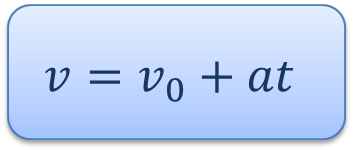 v = v₀ + at